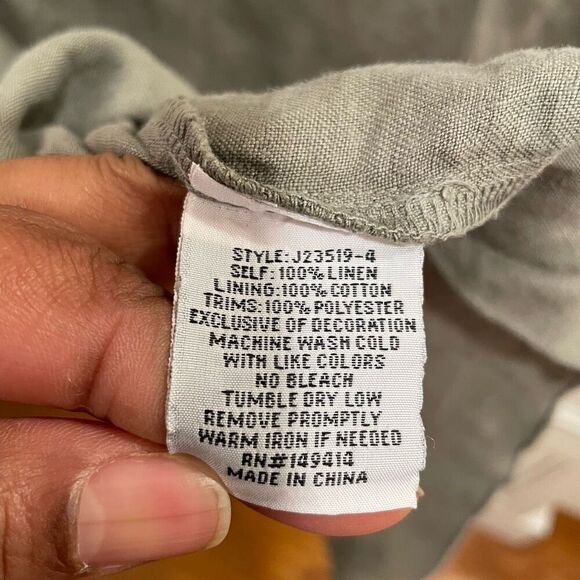 STYLE:J23519-4
SELF:100% LINEN
LINING:100% COTTON
TRIMS:100% POLYESTER
EXCLUSIVE OF DECORATION
MACHINE WASH COLD
WITH LIKE COLORS
NO BLEACH
TUMBLE DRY LOW
REMOVE PROMPTLY
WARM IRON IF NEEDED
RN#149414
MADE IN CHINA